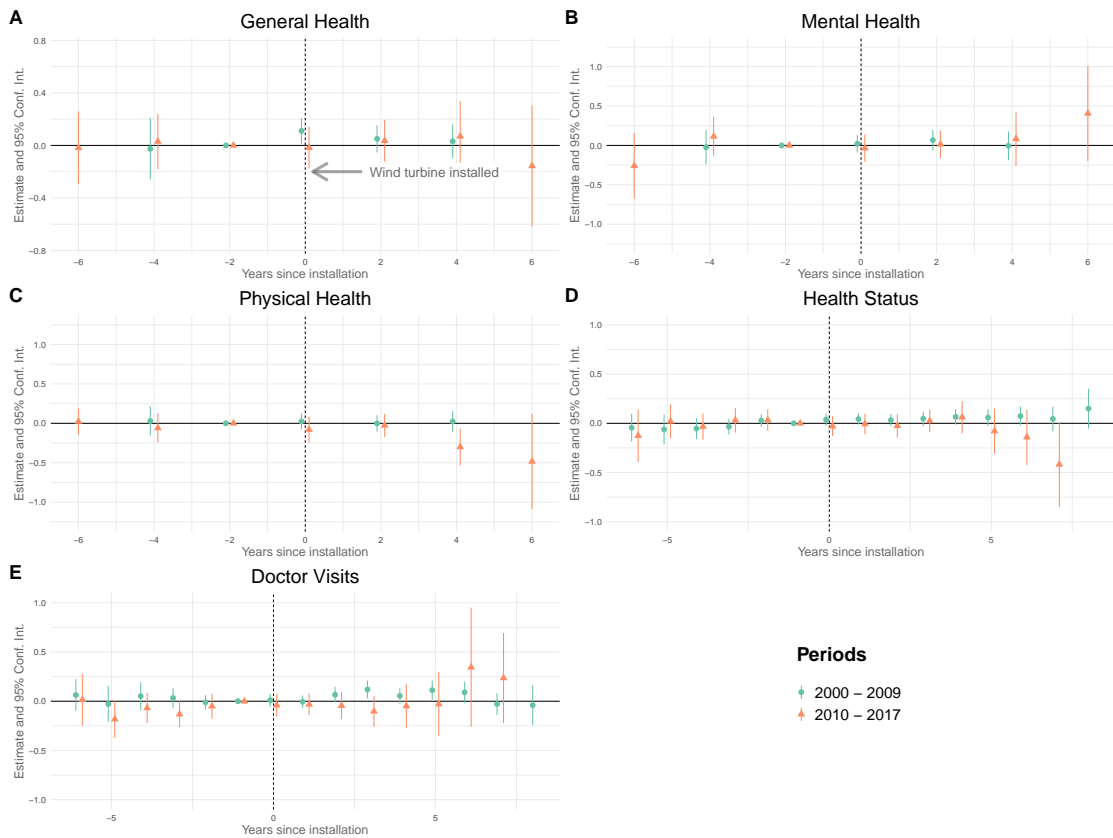 A
General Health
Estimate and 95% Conf. Int.
0.8
0.4
0.0
−0.4
−0.8
Wind turbine installed
−6
−4
−2
0
2
4
6
Years since installation
B
Mental Health
Estimate and 95% Conf. Int.
1.0
0.5
0.0
−0.5
−1.0
−6
−4
−2
0
2
4
6
Years since installation
C
Physical Health
Estimate and 95% Conf. Int.
1.0
0.5
0.0
−0.5
−1.0
−6
−4
−2
0
2
4
6
Years since installation
D
Health Status
Estimate and 95% Conf. Int.
1.0
0.5
0.0
−0.5
−1.0
−5
0
5
Years since installation
E
Doctor Visits
Estimate and 95% Conf. Int.
1.0
0.5
0.0
−0.5
−1.0
−5
0
5
Years since installation
Periods
2000 − 2009
2010 − 2017